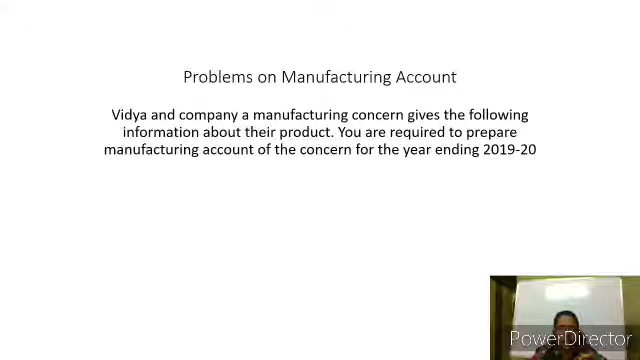 Problems on Manufacturing Account
Vidya and company a manufacturing concern gives the following
information about their product. You are required to prepare
manufacturing account of the concern for the year ending 2019-20
PowerDirector